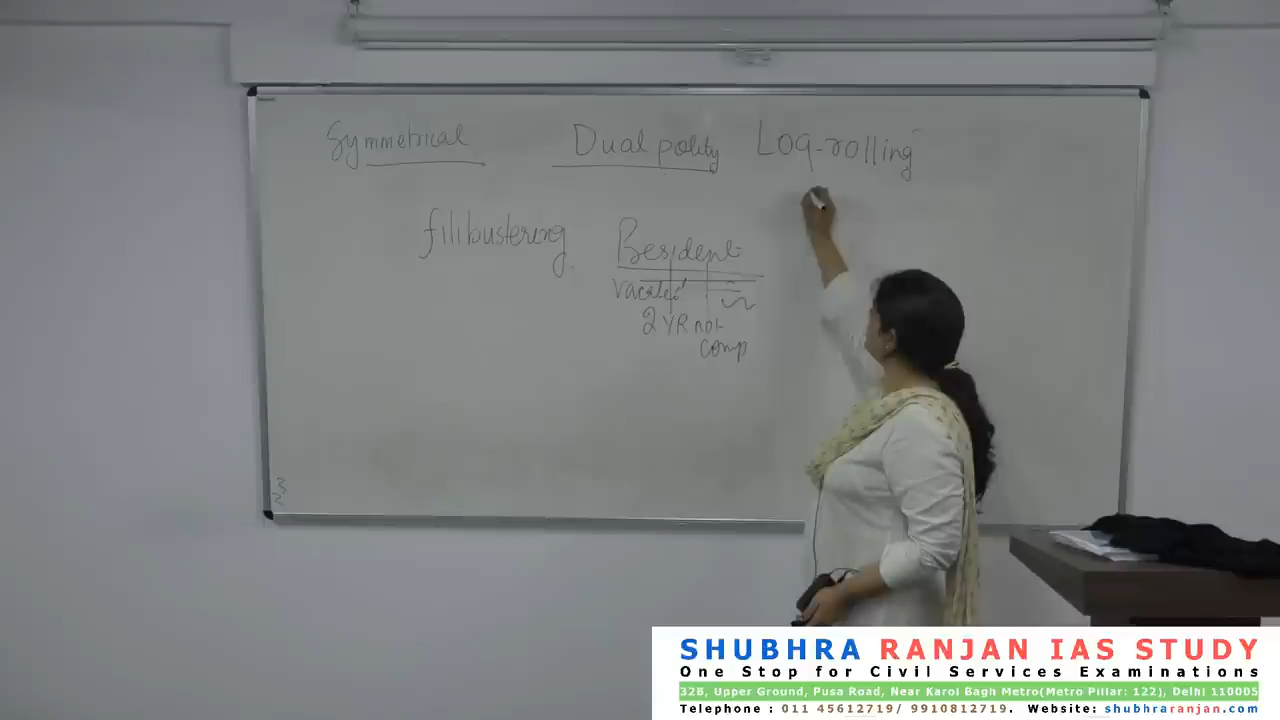 Symmetrical Dual polity Log-rolling
filibustering President
vacated
2 YR not
comp
SHUBHRA RANJAN IAS STUDY
One Stop for Civil Services Examinations
32B, Upper Ground, Pusa Road, Near Karol Bagh Metro(Metro Pillar: 122), Delhi 110005
Telephone : 011 45612719/ 9910812719. Website: shubhraranjan.com